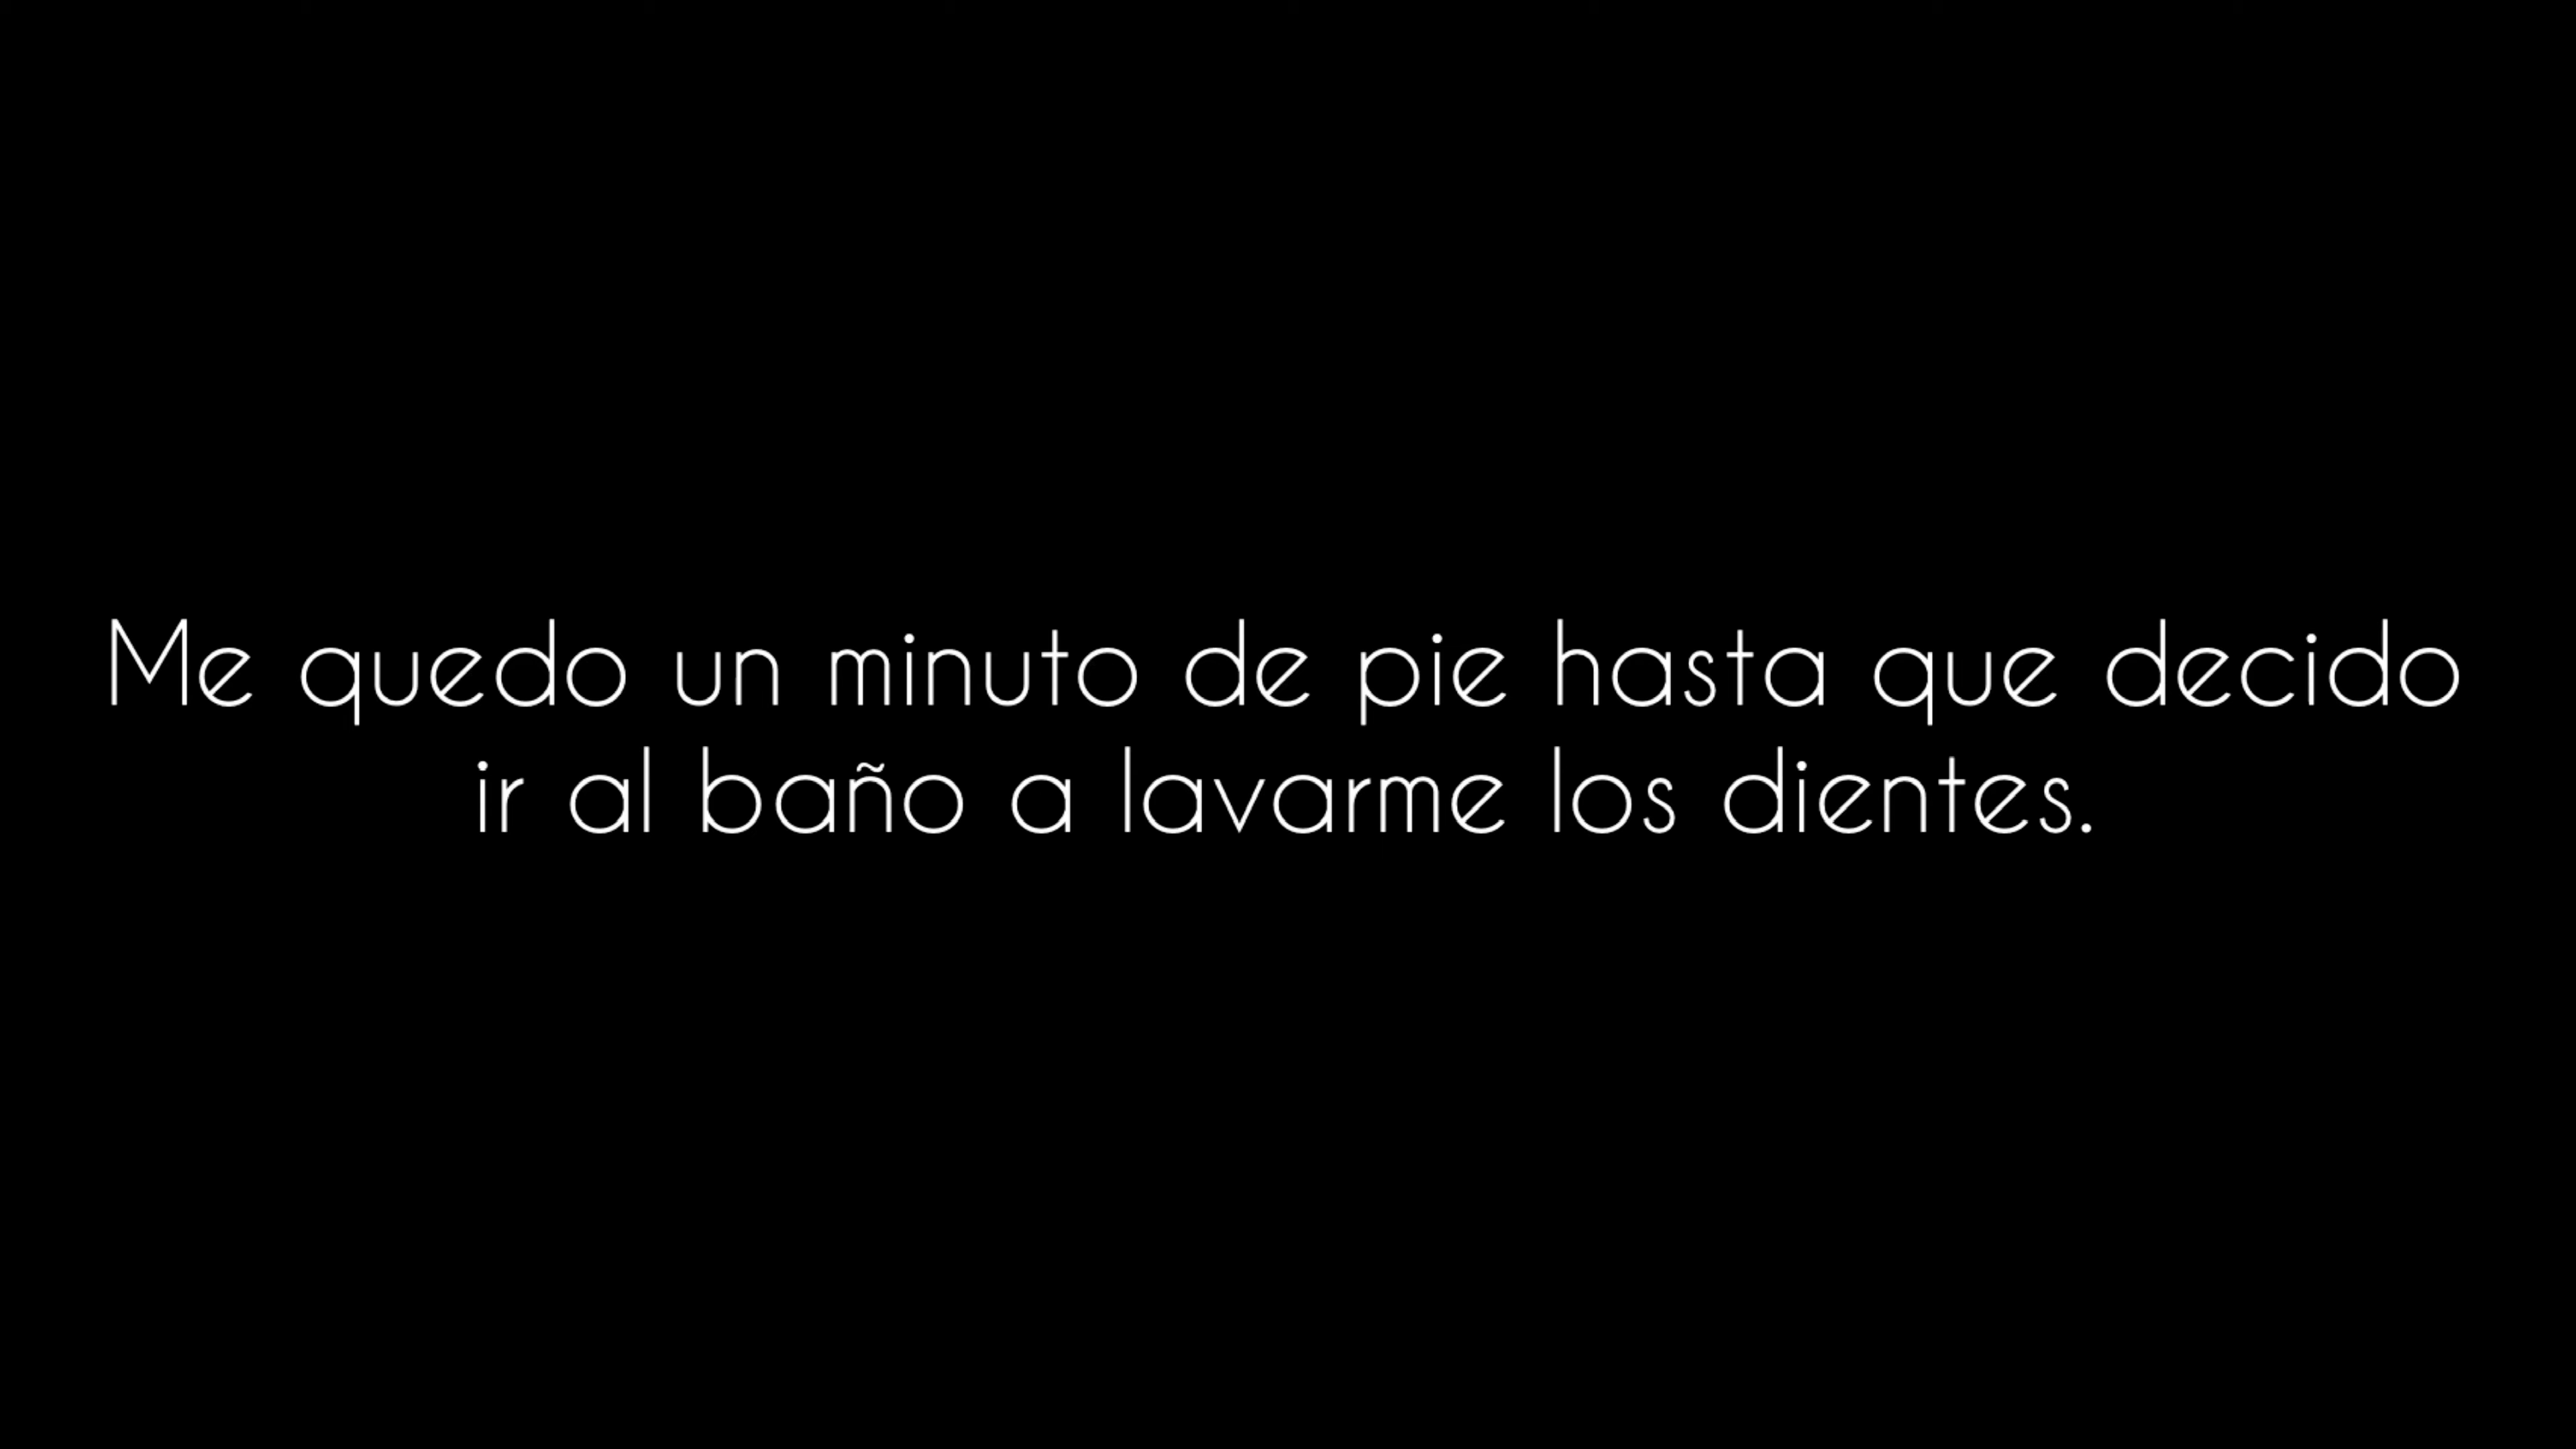 Me quedo un minuto de pie hasta que decido
ir al baño a lavarme los dientes.